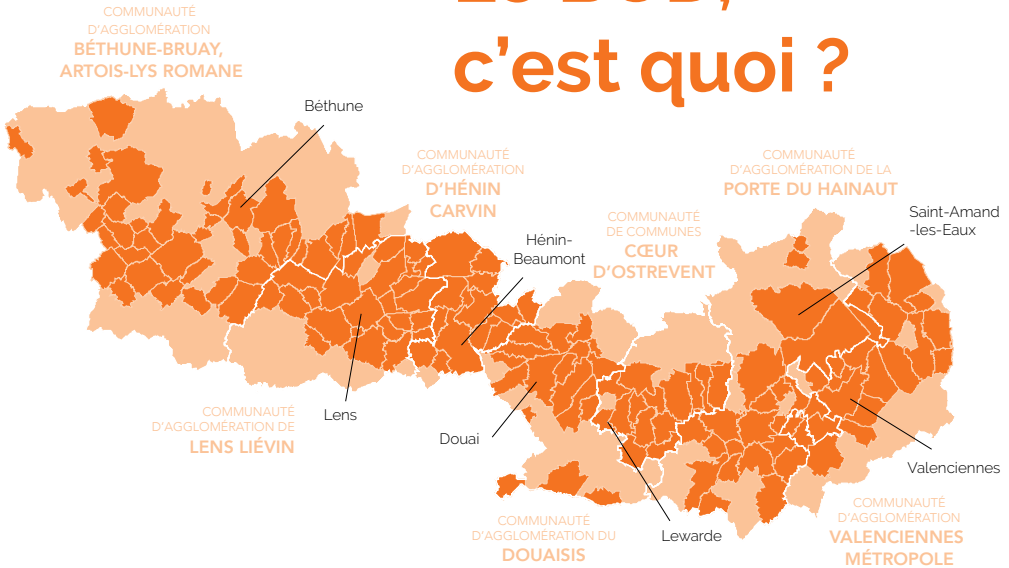 c'est quoi ?
COMMUNAUTÉ
D'AGGLOMÉRATION
BÉTHUNE-BRUAY,
ARTOIS-LYS ROMANE
Béthune
COMMUNAUTÉ
D'AGGLOMÉRATION
D'HÉNIN
CARVIN
Hénin-
Beaumont
COMMUNAUTÉ
DE COMMUNES
CŒUR
D'OSTREVENT
COMMUNAUTÉ
D'AGGLOMÉRATION DE LA
PORTE DU HAINAUT
Saint-Amand
-les-Eaux
COMMUNAUTÉ
D'AGGLOMÉRATION DE
LENS LIÉVIN
Lens
Douai
COMMUNAUTÉ
D'AGGLOMÉRATION DU
DOUAISIS
Lewarde
Valenciennes
COMMUNAUTÉ
D'AGGLOMÉRATION
VALENCIENNES
MÉTROPOLE